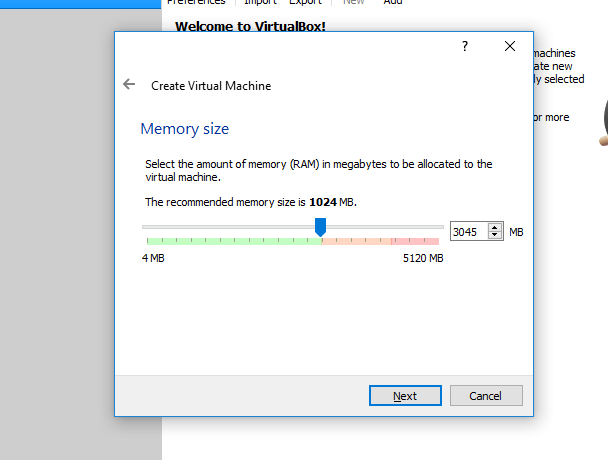 Preferences Import Export New Add
Welcome to VirtualBox!
?
machines
Create Virtual Machine
ate new
ly selected
Memory size
or more
Select the amount of memory (RAM) in megabytes to be allocated to the
virtual machine.
The recommended memory size is 1024 MB.
3045 MB
4 MB 5120 MB
Next Cancel